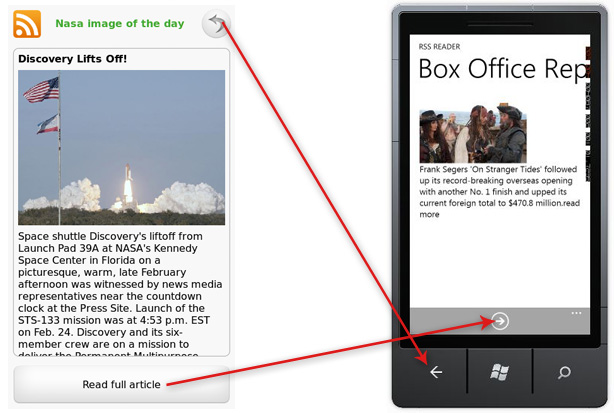 Nasa image of the day
Discovery Lifts Off!
Space shuttle Discovery's liftoff from
Launch Pad 39A at NASA's Kennedy
Space Center in Florida on a
picturesque, warm, late February
afternoon was witnessed by news media
representatives near the countdown
clock at the Press Site. Launch of the
STS-133 mission was at 4:53 p.m. EST
on Feb. 24. Discovery and its six-
member crew are on a mission to
deliver the Permanent Multipurpose
Read full article
RSS READER
Box Office Rep
Frank Segers 'On Stranger Tides' followed
up its record-breaking overseas opening
with another No. 1 finish and upped its
current foreign total to $470.8 million.read
more